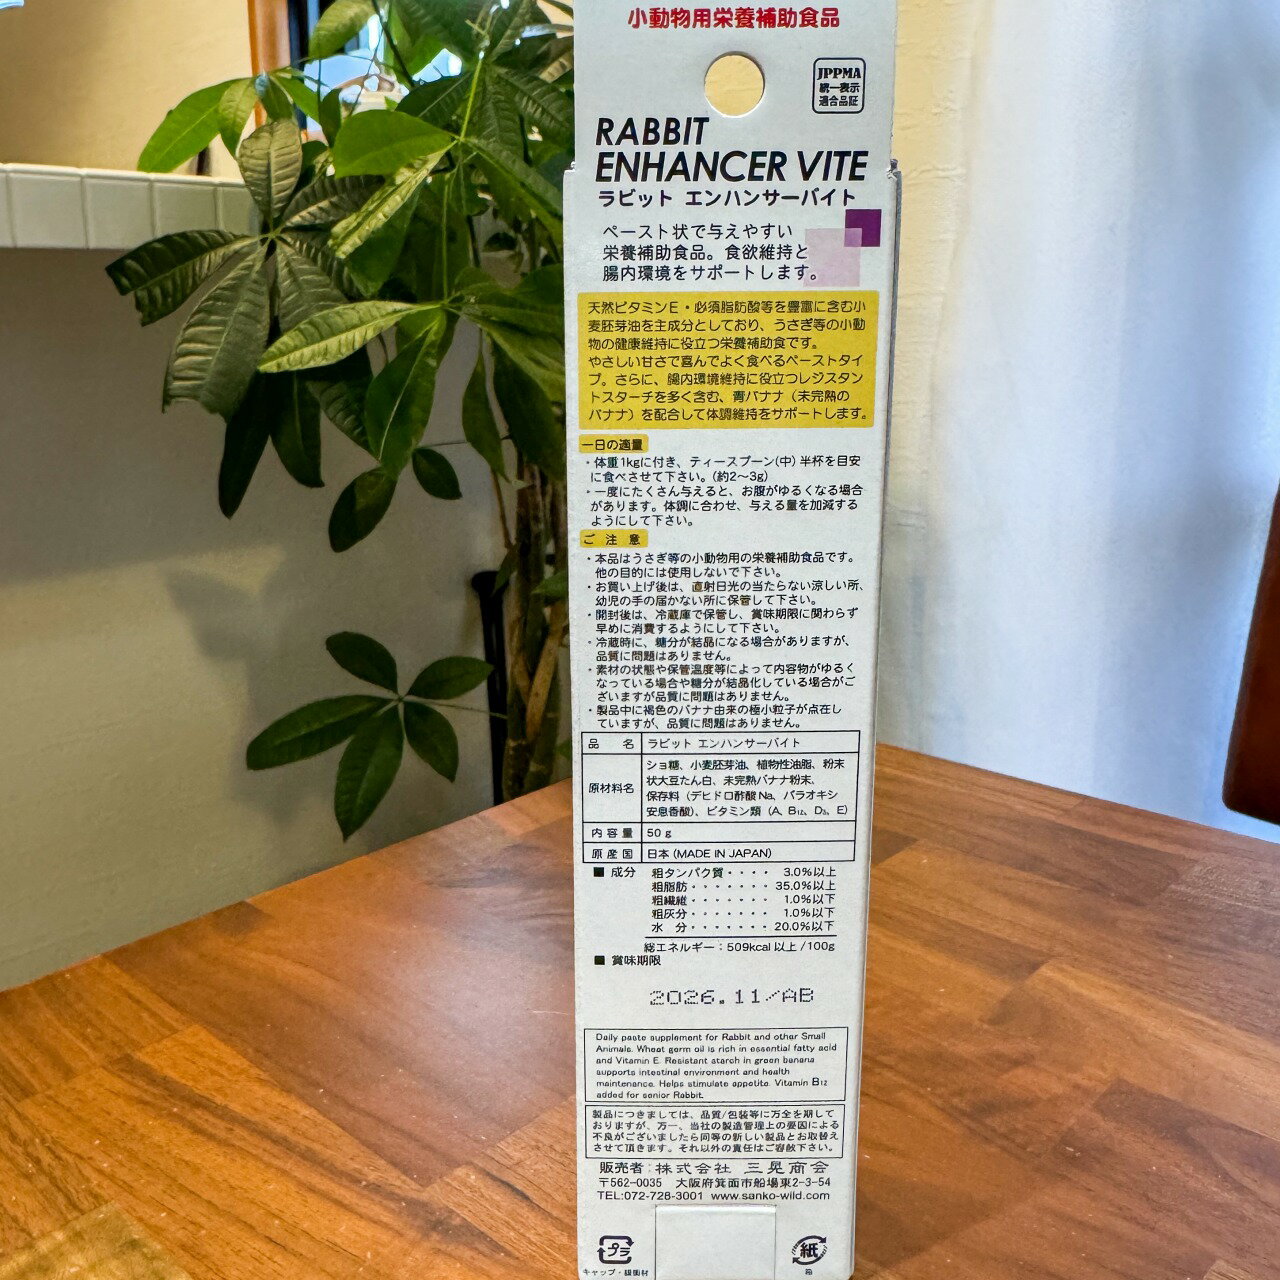 小動物用栄養補助食品
JPPMA
統一表示
適合品証
RABBIT
ENHANCER VITE
ラビット エンハンサーバイト
ペースト状で与えやすい
栄養補助食品。食欲維持と
腸内環境をサポートします。
天然ビタミンE・必須脂肪酸等を豊富に含む小
麦胚芽油を主成分としており、うさぎ等の小動
物の健康維持に役立つ栄養補助食です。
やさしい甘さで喜んでよく食べるペーストタイ
プ。さらに、腸内環境維持に役立つレジスタン
トスターチを多く含む、青バナナ（未完熟の
バナナ）を配合して体調維持をサポートします。
一日の適量
・体重1kgに付き、ティースプーン(中)半杯を目安
に食べさせて下さい。(約2〜3g)
・一度にたくさん与えると、お腹がゆるくなる場合
があります。体調に合わせ、与える量を加減する
ようにして下さい。
ご注意
・本品はうさぎ等の小動物用の栄養補助食品です。
他の目的には使用しないで下さい。
・お買い上げ後は、直射日光の当たらない涼しい所、
幼児の手の届かない所に保管して下さい。
・開封後は、冷蔵庫で保管し、賞味期限に関わらず
早めに消費するようにして下さい。
・冷蔵時に、糖分が結晶になる場合がありますが、
品質に問題はありません。
・素材の状態や保管温度等によって内容物がゆるく
なっている場合や糖分が結晶化している場合がご
ざいますが品質に問題はありません。
・製品中に褐色のバナナ由来の極小粒子が点在し
ていますが、品質に問題はありません。
品名 ラビット エンハンサーバイト
原材料名 ショ糖、小麦胚芽油、植物性油脂、粉末
状大豆たん白、未完熟バナナ粉末、
保存料（デヒドロ酢酸Na、パラオキシ
安息香酸）、ビタミン類（A、B12、D3、E）
内容量 50g
原産国 日本 (MADE IN JAPAN)
■ 成分 粗タンパク質・・・・ 3.0%以上
粗脂肪・・・・・・・ 35.0%以上
粗繊維・・・・・・・ 1.0%以下
粗灰分・・・・・・・ 1.0%以下
水分・・・・・・・ 20.0%以下
総エネルギー：509kcal以上/100g
■ 賞味期限
2026.11/AB
Daily paste supplement for Rabbit and other Small
Animals. Wheat germ oil is rich in essential fatty acid
and Vitamin E. Resistant starch in green banana
supports intestinal environment and health
maintenance. Helps stimulate appetite. Vitamin B12
added for senior Rabbit.
製品につきましては、品質/包装等に万全を期して
おりますが、万一、当社の製造管理上の要因による
不良がございましたら同等の新しい製品とお取替え
させて頂きます。それ以外の責任はご容赦下さい。
販売者：株式会社 三晃商会
〒562-0035 大阪府箕面市船場東2-3-54
TEL:072-728-3001 www.sanko-wild.com
プラ
キャップ・緩衝材
紙
箱